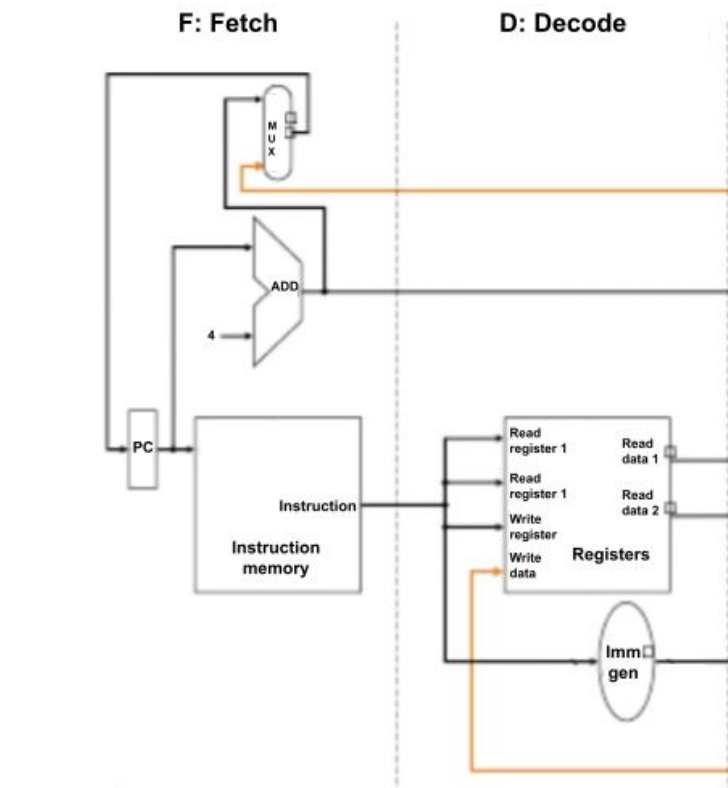 F: Fetch
D: Decode
M
U
X
ADD
4
PC
Instruction
Instruction
memory
Read
register 1
Read
register 1
Write
register
Write
data
Read
data 1
Read
data 2
Registers
Imm
gen